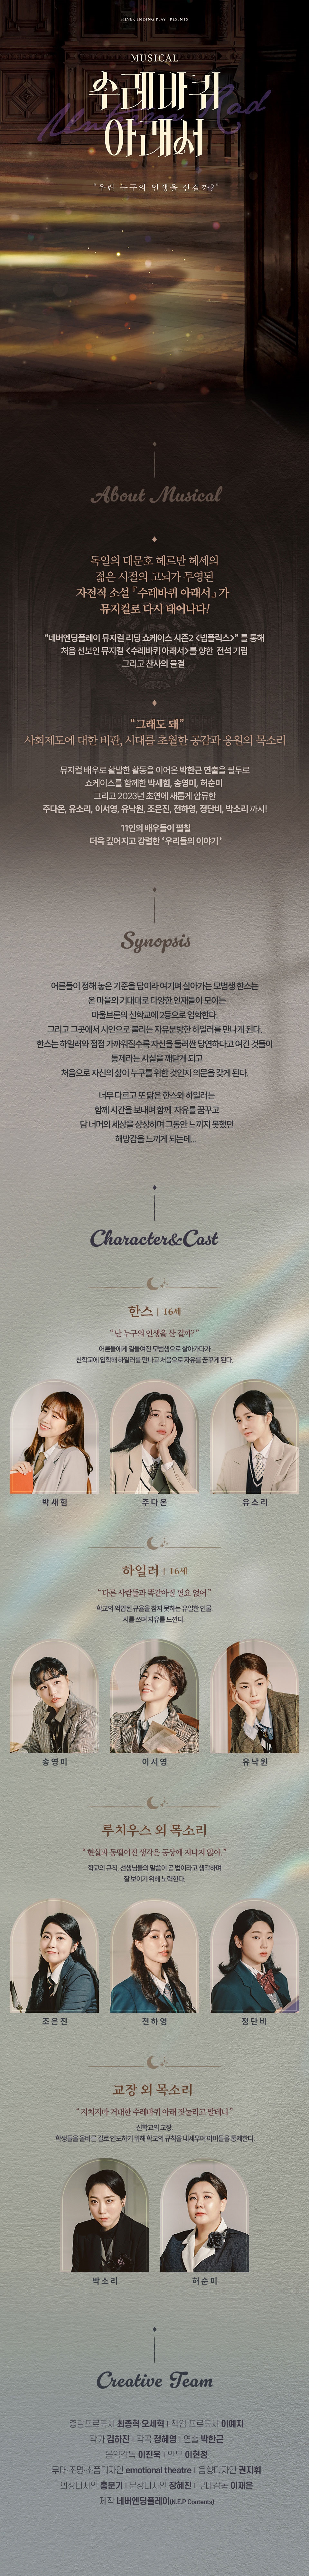 NEVER ENDING PLAY PRESENTS
MUSICAL
수레바퀴
아래서
"우린 누구의 인생을 산걸까?"
About Musical
독일의 대문호 헤르만 헤세의
젊은 시절의 고뇌가 투영된
자전적 소설 『수레바퀴 아래서』가
뮤지컬로 다시 태어나다!
"네버엔딩플레이 뮤지컬 리딩 쇼케이스 시즌2 <넵플릭스>" 를 통해
처음 선보인 뮤지컬 <수레바퀴 아래서>를 향한 전석 기립
그리고 찬사의 물결
"그래도 돼"
사회제도에 대한 비판, 시대를 초월한 공감과 응원의 목소리
뮤지컬 배우로 활발한 활동을 이어온 박한근 연출을 필두로
쇼케이스를 함께한 박새힘, 송영미, 허순미
그리고 2023년 초연에 새롭게 합류한
주다온, 유소리, 이서영, 유낙원, 조은진, 전하영, 정단비, 박소리 까지!
11인의 배우들이 펼칠
더욱 깊어지고 강렬한 '우리들의 이야기'
Synopsis
어른들이 정해 놓은 기준을 답이라 여기며 살아가는 모범생 한스는
온 마을의 기대대로 다양한 인재들이 모이는
마울브론의 신학교에 2등으로 입학한다.
그리고 그곳에서 시인으로 불리는 자유분방한 하일러를 만나게 된다.
한스는 하일러와 점점 가까워질수록 자신을 둘러싼 당연하다고 여긴 것들이
통제라는 사실을 깨닫게 되고
처음으로 자신의 삶이 누구를 위한 것인지 의문을 갖게 된다.
너무 다르고 또 닮은 한스와 하일러는
함께 시간을 보내며 함께 자유를 꿈꾸고
담 너머의 세상을 상상하며 그동안 느끼지 못했던
해방감을 느끼게 되는데...
Character&Cast
한스 | 16세
"난 누구의 인생을 산 걸까?"
어른들에게 길들여진 모범생으로 살아가다가
신학교에 입학해 하일러를 만나고 처음으로 자유를 꿈꾸게 된다.
박새힘 주다온 유소리
하일러 | 16세
"다른 사람들과 똑같아질 필요 없어"
학교의 억압된 규율을 참지 못하는 유일한 인물.
시를 쓰며 자유를 느낀다.
송영미 이서영 유낙원
루치우스 외 목소리
"현실과 동떨어진 생각은 공상에 지나지 않아."
학교의 규칙, 선생님들의 말씀이 곧 법이라고 생각하며
잘 보이기 위해 노력한다.
조은진 전하영 정단비
교장 외 목소리
"지치지마 거대한 수레바퀴 아래 짓눌리고 말테니"
신학교의 교장.
학생들을 올바른 길로 인도하기 위해 학교의 규칙을 내세우며 아이들을 통제한다.
박소리 허순미
Creative Team
총괄프로듀서 최종혁 오세혁 | 책임 프로듀서 이예지
작가 김하진 | 작곡 정혜영 | 연출 박한근
음악감독 이진욱 | 안무 이현정
무대·조명·소품디자인 emotional theatre | 음향디자인 권지휘
의상디자인 홍문기 | 분장디자인 장혜진 | 무대감독 이재은
제작 네버엔딩플레이(N.E.P Contents)